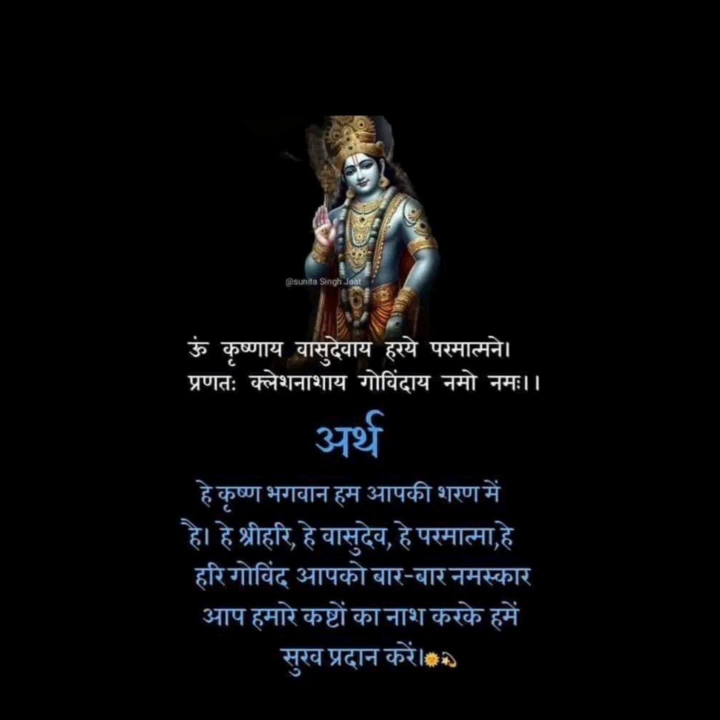 @sunita Singh Jaat
ऊं कृष्णाय वासुदेवाय हरये परमात्मने।
प्रणत: क्लेशनाशाय गोविंदाय नमो नमः।।
अर्थ
हे कृष्ण भगवान हम आपकी शरण में
है। हे श्रीहरि, हे वासुदेव, हे परमात्मा,हे
हरि गोविंद आपको बार-बार नमस्कार
आप हमारे कष्टों का नाश करके हमें
सुख प्रदान करें।